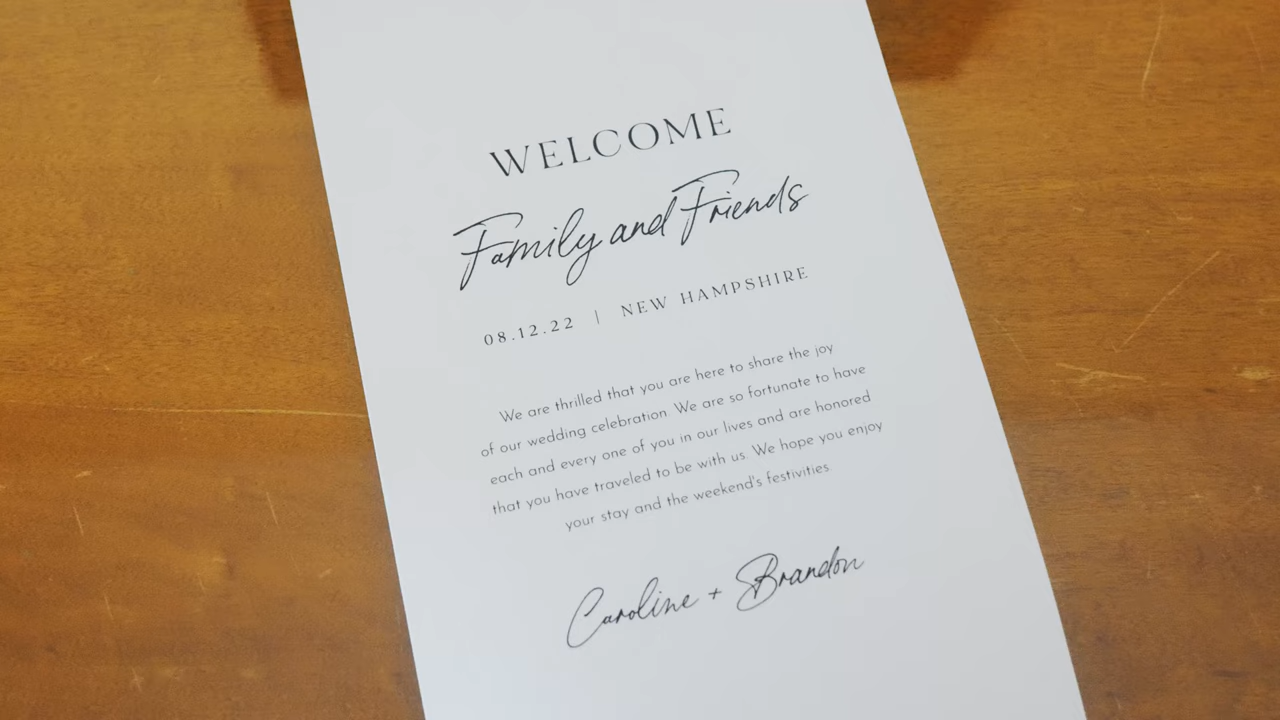 WELCOME
Family and Friends
08.12.22 | NEW HAMPSHIRE
We are thrilled that you are here to share the joy
of our wedding celebration. We are so fortunate to have
each and every one of you in our lives and are honored
that you have traveled to be with us. We hope you enjoy
your stay and the weekend's festivities.
Caroline + Brandon